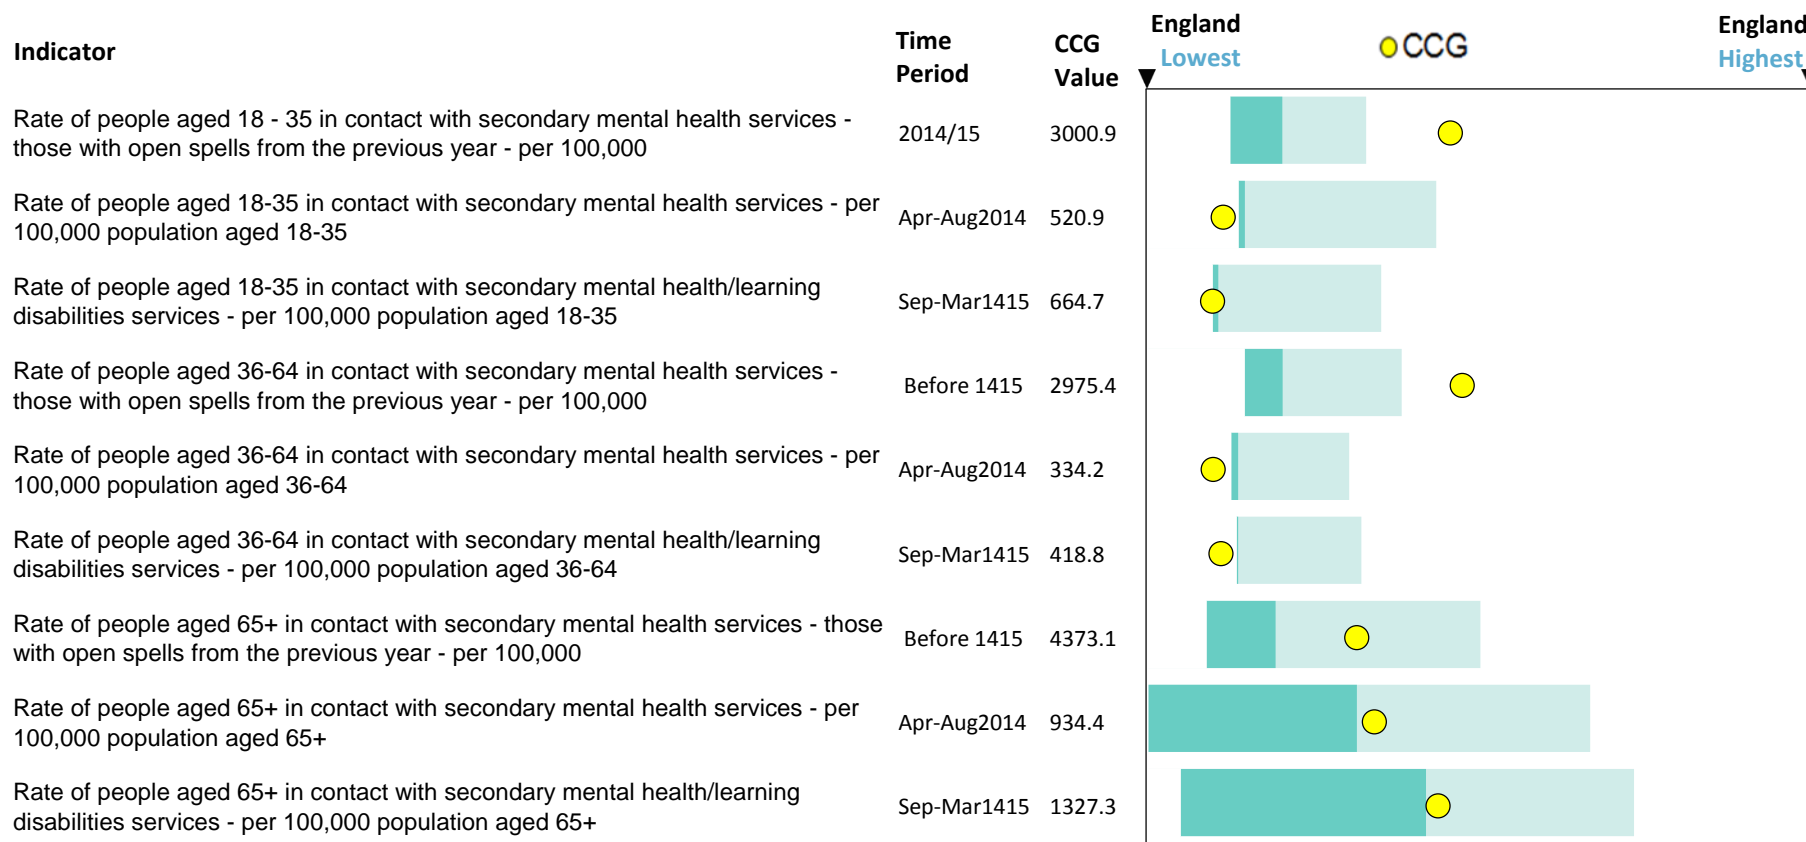 Indicator
Time
Period
CCG
Value
England
Lowest
CCG
England
Highest
Rate of people aged 18 - 35 in contact with secondary mental health services -
those with open spells from the previous year - per 100,000
2014/15
3000.9
Rate of people aged 18-35 in contact with secondary mental health services - per
100,000 population aged 18-35
Apr-Aug2014
520.9
Rate of people aged 18-35 in contact with secondary mental health/learning
disabilities services - per 100,000 population aged 18-35
Sep-Mar1415
664.7
Rate of people aged 36-64 in contact with secondary mental health services -
those with open spells from the previous year - per 100,000
Before 1415
2975.4
Rate of people aged 36-64 in contact with secondary mental health services - per
100,000 population aged 36-64
Apr-Aug2014
334.2
Rate of people aged 36-64 in contact with secondary mental health/learning
disabilities services - per 100,000 population aged 36-64
Sep-Mar1415
418.8
Rate of people aged 65+ in contact with secondary mental health services - those
with open spells from the previous year - per 100,000
Before 1415
4373.1
Rate of people aged 65+ in contact with secondary mental health services - per
100,000 population aged 65+
Apr-Aug2014
934.4
Rate of people aged 65+ in contact with secondary mental health/learning
disabilities services - per 100,000 population aged 65+
Sep-Mar1415
1327.3